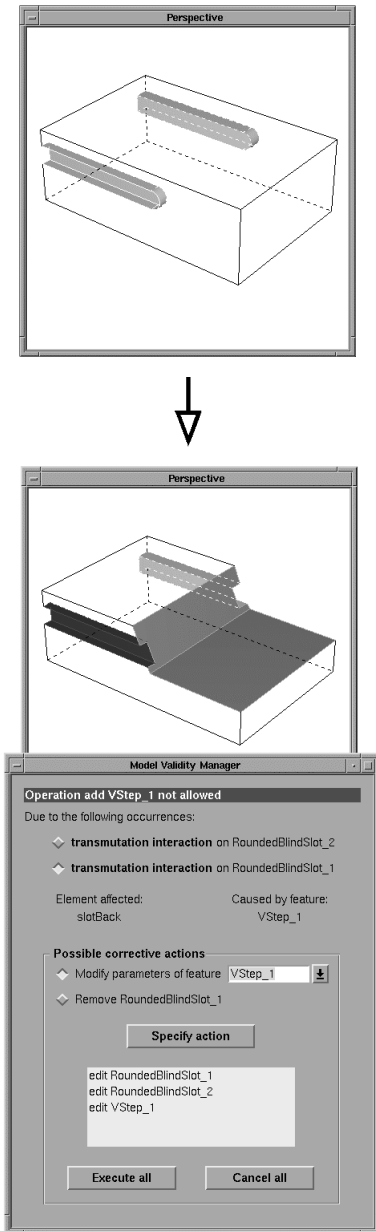 Perspective
Perspective
Model Validity Manager
Operation add VStep_1 not allowed
Due to the following occurrences:
transmutation interaction on RoundedBlindSlot_2
transmutation interaction on RoundedBlindSlot_1
Element affected: Caused by feature:
slotBack VStep_1
Possible corrective actions
Modify parameters of feature VStep_1
Remove RoundedBlindSlot_1
Specify action
edit RoundedBlindSlot_1
edit RoundedBlindSlot_2
edit VStep_1
Execute all Cancel all